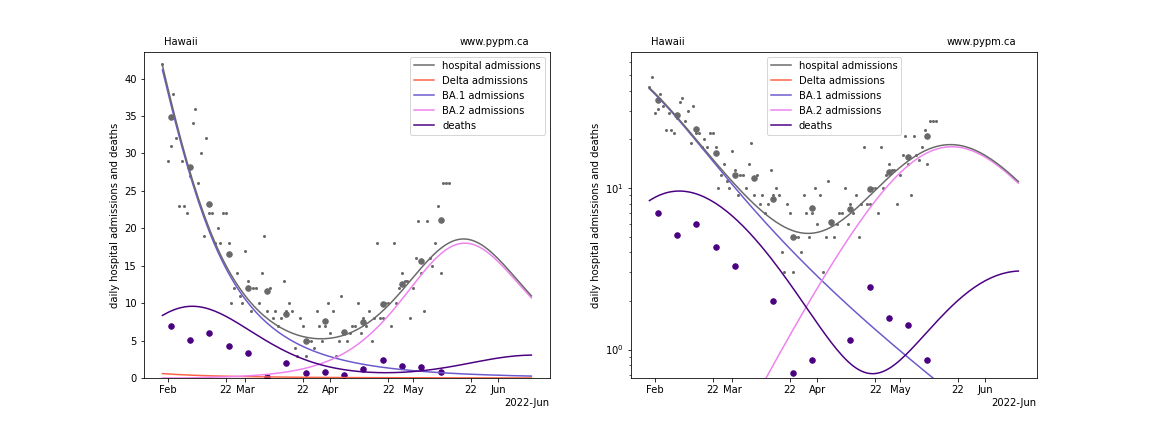 Hawaii www.pypm.ca
hospital admissions
Delta admissions
BA.1 admissions
BA.2 admissions
deaths
daily hospital admissions and deaths
40
35
30
25
20
15
10
5
0
Feb 22 Mar 22 Apr 22 May 22 Jun
2022-Jun
Hawaii www.pypm.ca
hospital admissions
Delta admissions
BA.1 admissions
BA.2 admissions
deaths
daily hospital admissions and deaths
10¹
10⁰
Feb 22 Mar 22 Apr 22 May 22 Jun
2022-Jun